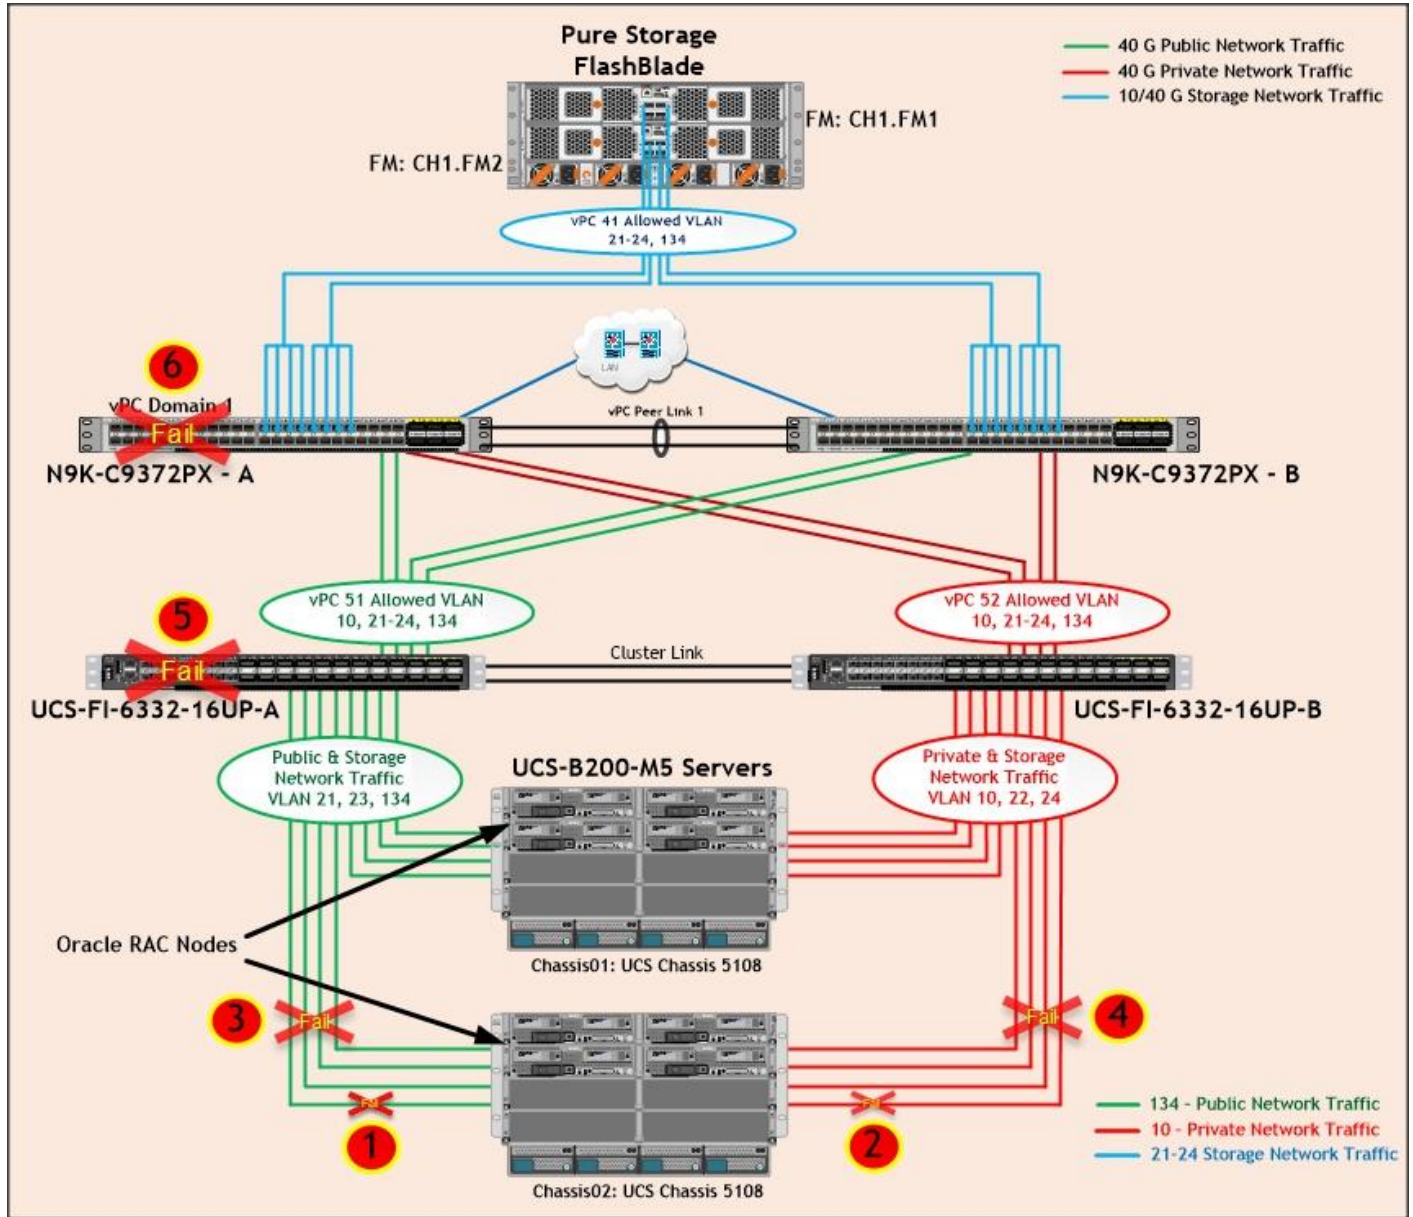 Pure Storage
FlashBlade
40 G Public Network Traffic
40 G Private Network Traffic
10/40 G Storage Network Traffic
FM: CH1.FM1
FM: CH1.FM2
vPC 41 Allowed VLAN
21-24, 134
LAN
6
vPC Domain 1
Fail
vPC Peer Link 1
N9K-C9372PX - A
N9K-C9372PX - B
vPC 51 Allowed VLAN
10, 21-24, 134
vPC 52 Allowed VLAN
10, 21-24, 134
5
Fail
Cluster Link
UCS-FI-6332-16UP-A
UCS-FI-6332-16UP-B
Public & Storage
Network Traffic
VLAN 21, 23, 134
UCS-B200-M5 Servers
Private & Storage
Network Traffic
VLAN 10, 22, 24
Oracle RAC Nodes
Chassis01: UCS Chassis 5108
3
Fail
Fail
4
Fail
Fail
1
2
134 - Public Network Traffic
10 - Private Network Traffic
21-24 Storage Network Traffic
Chassis02: UCS Chassis 5108